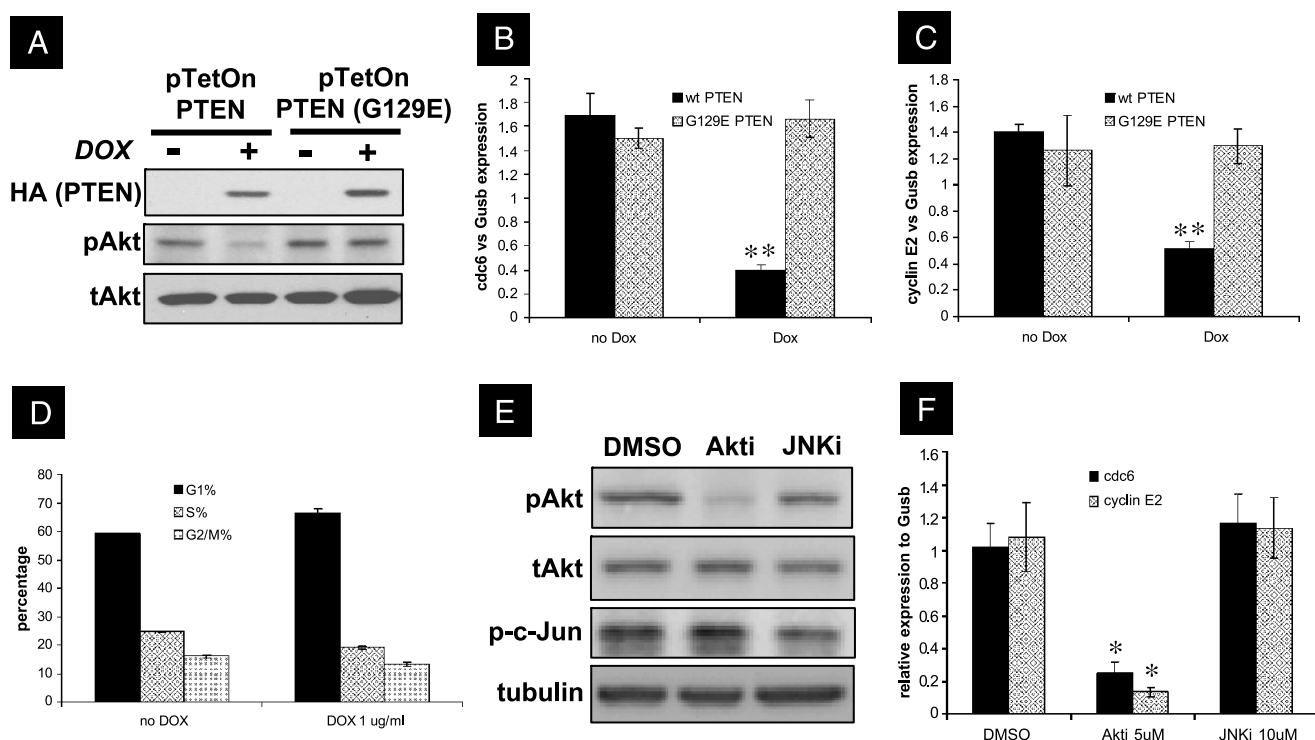 A
pTetOn PTEN
pTetOn PTEN (G129E)
DOX - + - +
HA (PTEN)
pAkt
tAkt
B
cdc6 vs Gusb expression
2
1.8
1.6
1.4
1.2
1
0.8
0.6
0.4
0.2
0
wt PTEN
G129E PTEN
**
no Dox
Dox
C
cyclin E2 vs Gusb expression
1.8
1.6
1.4
1.2
1
0.8
0.6
0.4
0.2
0
wt PTEN
G129E PTEN
**
no Dox
Dox
D
percentage
80
70
60
50
40
30
20
10
0
G1%
S%
G2/M%
no DOX
DOX 1 ug/ml
E
DMSO Akti JNKi
pAkt
tAkt
p-c-Jun
tubulin
F
relative expression to Gusb
1.6
1.4
1.2
1
0.8
0.6
0.4
0.2
0
cdc6
cyclin E2
* *
DMSO
Akti 5uM
JNKi 10uM